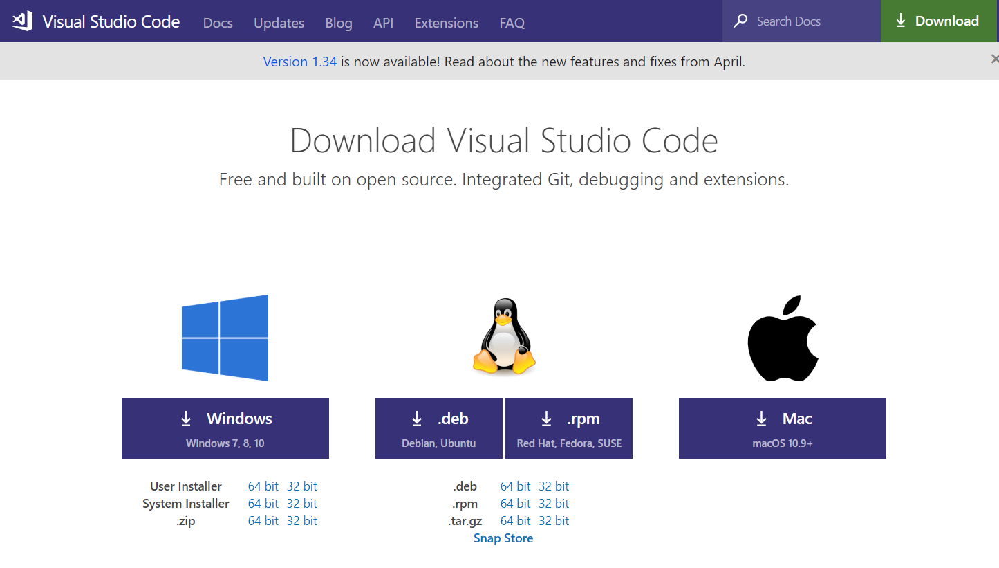 Visual Studio Code Docs Updates Blog API Extensions FAQ Search Docs Download
Version 1.34 is now available! Read about the new features and fixes from April.
Download Visual Studio Code
Free and built on open source. Integrated Git, debugging and extensions.
Windows
Windows 7, 8, 10
.deb
Debian, Ubuntu
.rpm
Red Hat, Fedora, SUSE
Mac
macOS 10.9+
User Installer 64 bit 32 bit
System Installer 64 bit 32 bit
.zip 64 bit 32 bit
.deb 64 bit 32 bit
.rpm 64 bit 32 bit
.tar.gz 64 bit 32 bit
Snap Store